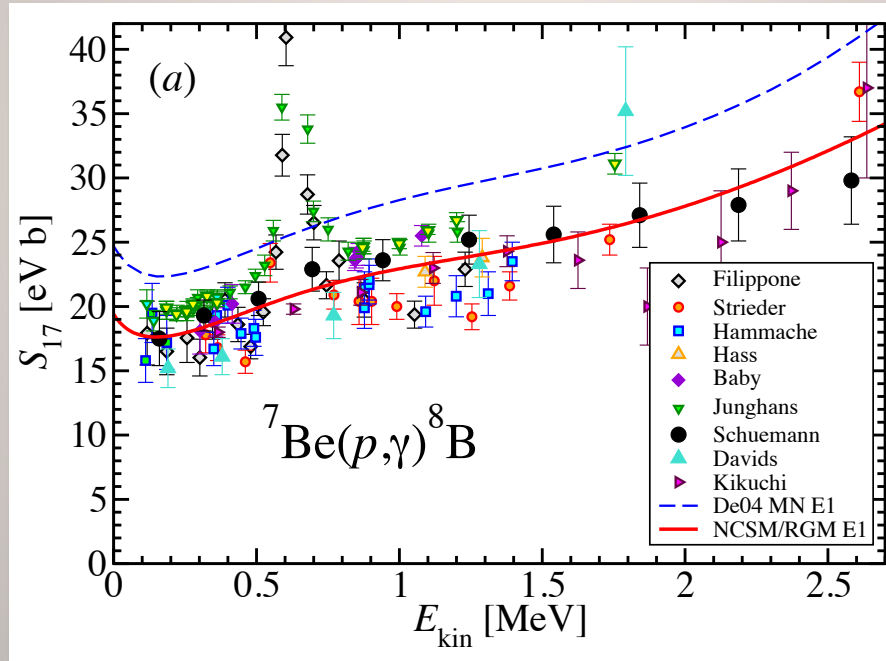 (a)
40
35
30
25
20
15
10
5
0
S17 [eV b]
7Be(p,γ)8B
Filippone
Strieder
Hammache
Hass
Baby
Junghans
Schuemann
Davids
Kikuchi
De04 MN E1
NCSM/RGM E1
0 0.5 1 1.5 2 2.5
Ekin [MeV]